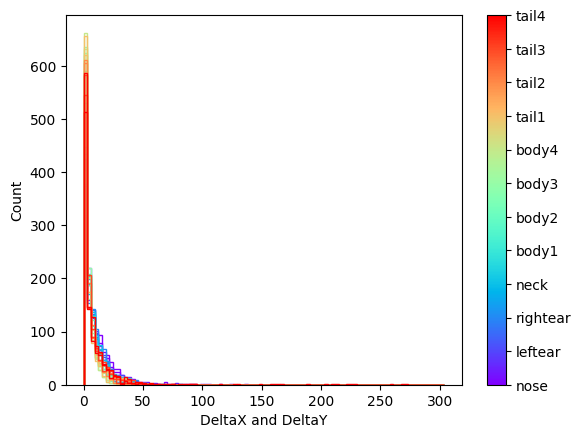 Count
600
500
400
300
200
100
0
0
50
100
150
200
250
300
DeltaX and DeltaY
tail4
tail3
tail2
tail1
body4
body3
body2
body1
neck
rightear
leftear
nose